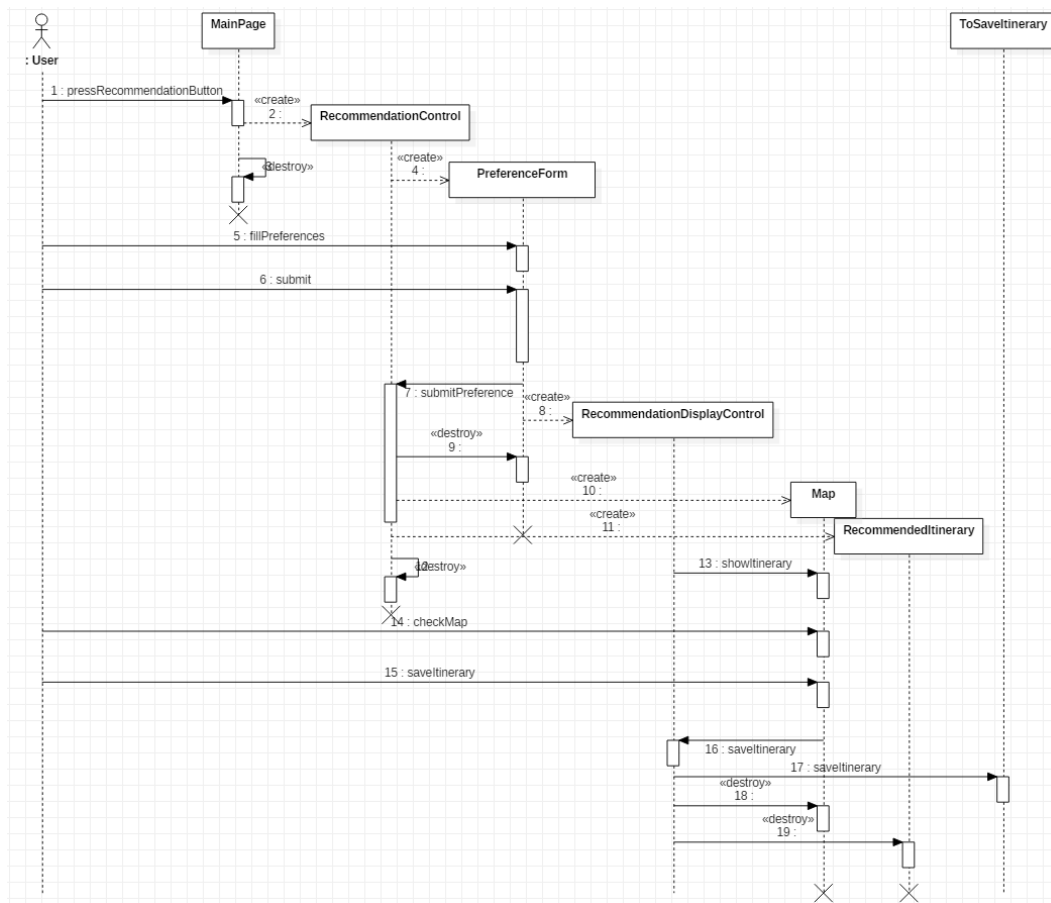 MainPage
ToSaveItinerary
: User
1 : pressRecommendationButton
«create»
2 :
RecommendationControl
«create»
4 :
3
«destroy»
PreferenceForm
5 : fillPreferences
6 : submit
7 : submitPreference
«create»
8 :
RecommendationDisplayControl
«destroy»
9 :
«create»
10 :
Map
«create»
11 :
RecommendedItinerary
12
«destroy»
13 : showItinerary
14 : checkMap
15 : saveItinerary
16 : saveItinerary
17 : saveItinerary
«destroy»
18 :
«destroy»
19 :